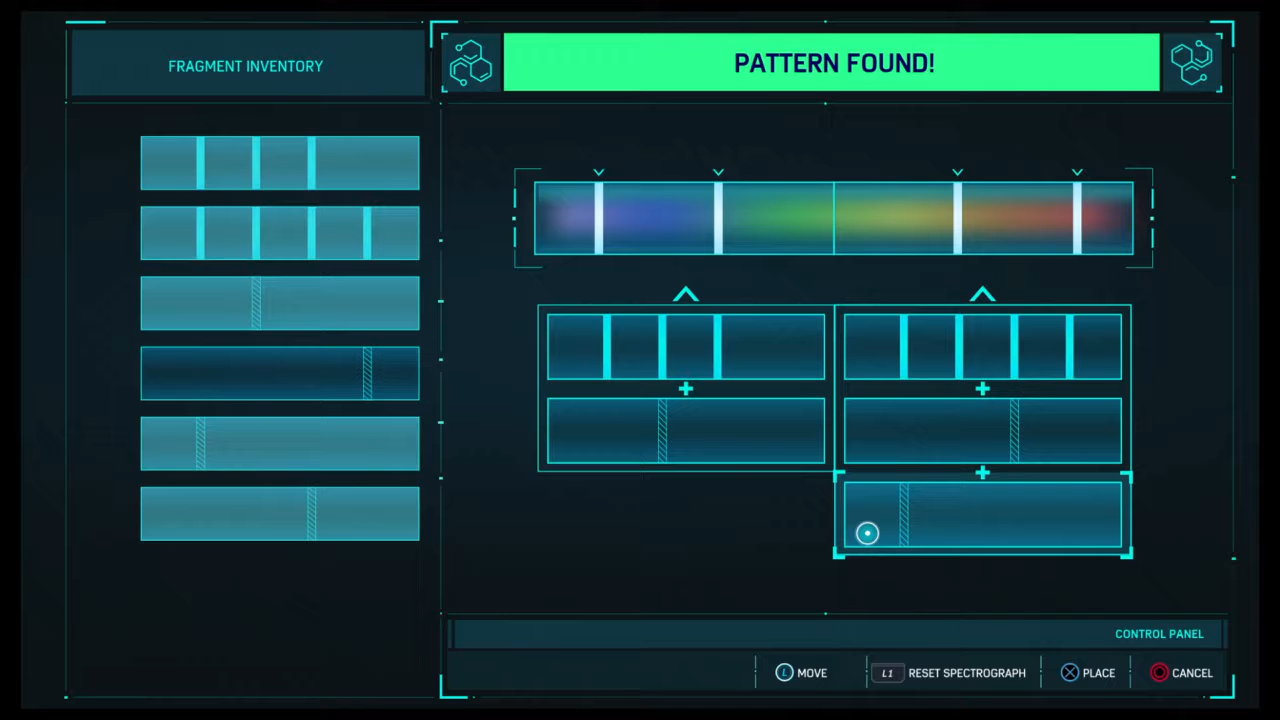 FRAGMENT INVENTORY
PATTERN FOUND!
CONTROL PANEL
L MOVE
L1 RESET SPECTROGRAPH
PLACE
CANCEL